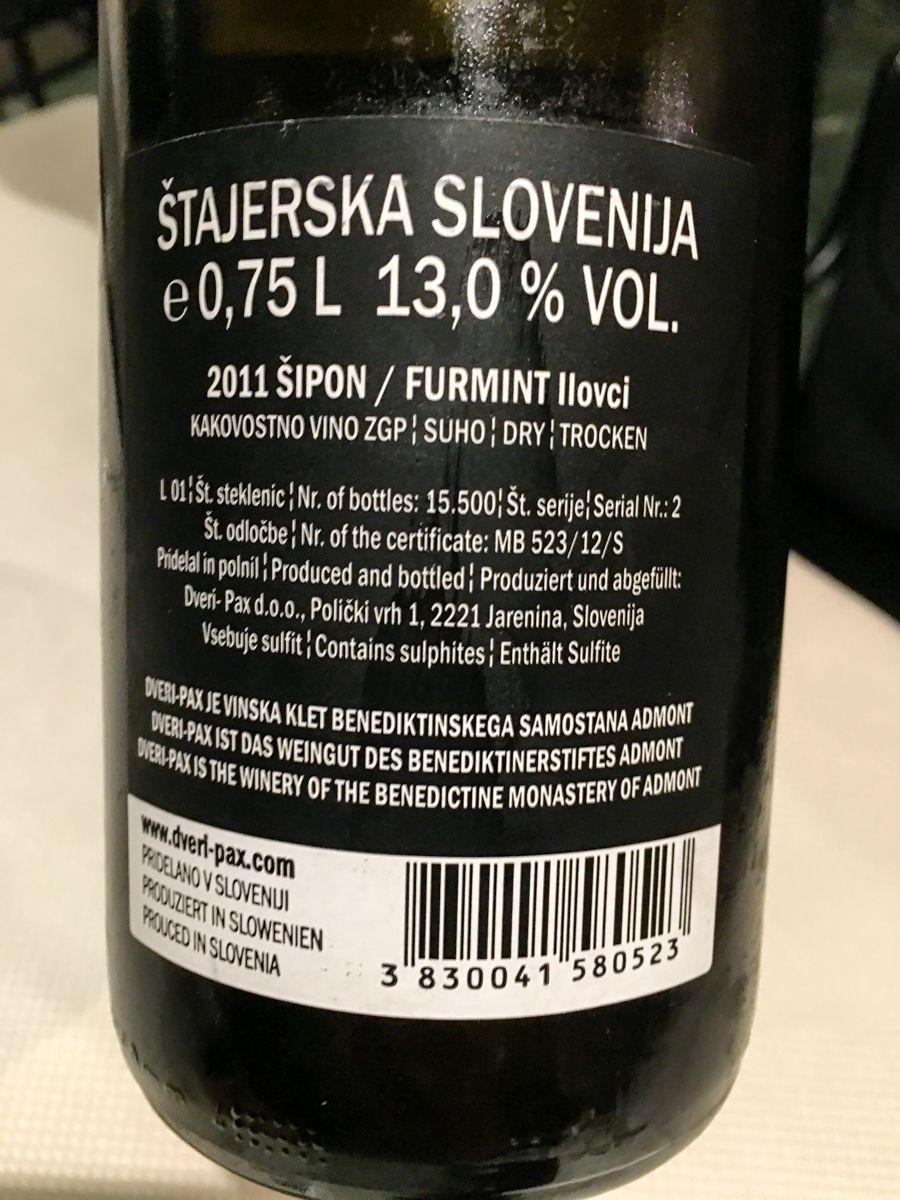 ŠTAJERSKA SLOVENIJA
℮ 0,75 L 13,0 % VOL.
2011 ŠIPON / FURMINT Ilovci
KAKOVOSTNO VINO ZGP ¦ SUHO ¦ DRY ¦ TROCKEN
L 01 ¦ Št. steklenic ¦ Nr. of bottles: 15.500 ¦ Št. serije ¦ Serial Nr.: 2
Št. odločbe ¦ Nr. of the certificate: MB 523/12/S
Pridelal in polnil ¦ Produced and bottled ¦ Produziert und abgefüllt:
Dveri- Pax d.o.o., Polički vrh 1, 2221 Jarenina, Slovenija
Vsebuje sulfit ¦ Contains sulphites ¦ Enthält Sulfite
DVERI-PAX JE VINSKA KLET BENEDIKTINSKEGA SAMOSTANA ADMONT
DVERI-PAX IST DAS WEINGUT DES BENEDIKTINERSTIFTES ADMONT
DVERI-PAX IS THE WINERY OF THE BENEDICTINE MONASTERY OF ADMONT
www.dveri-pax.com
PRIDELANO V SLOVENIJI
PRODUZIERT IN SLOWENIEN
PROUCED IN SLOVENIA
3 830041 580523